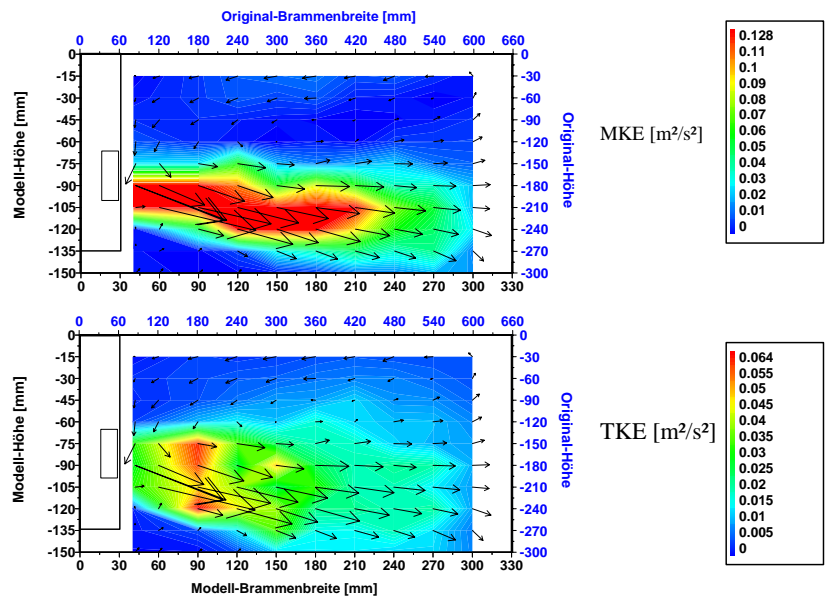 Original-Brammenbreite [mm]
0 60 120 180 240 300 360 420 480 540 600 660
Modell-Höhe [mm]
0 -15 -30 -45 -60 -75 -90 -105 -120 -135 -150
0 -30 -60 -90 -120 -150 -180 -210 -240 -270 -300
Original-Höhe
0 30 60 90 120 150 180 210 240 270 300 330
MKE [m²/s²]
0.128
0.11
0.1
0.09
0.08
0.07
0.06
0.05
0.04
0.03
0.02
0.01
0
0 60 120 180 240 300 360 420 480 540 600 660
Modell-Höhe [mm]
0 -15 -30 -45 -60 -75 -90 -105 -120 -135 -150
0 -30 -60 -90 -120 -150 -180 -210 -240 -270 -300
Original-Höhe
0 30 60 90 120 150 180 210 240 270 300 330
Modell-Brammenbreite [mm]
TKE [m²/s²]
0.064
0.055
0.05
0.045
0.04
0.035
0.03
0.025
0.02
0.015
0.01
0.005
0